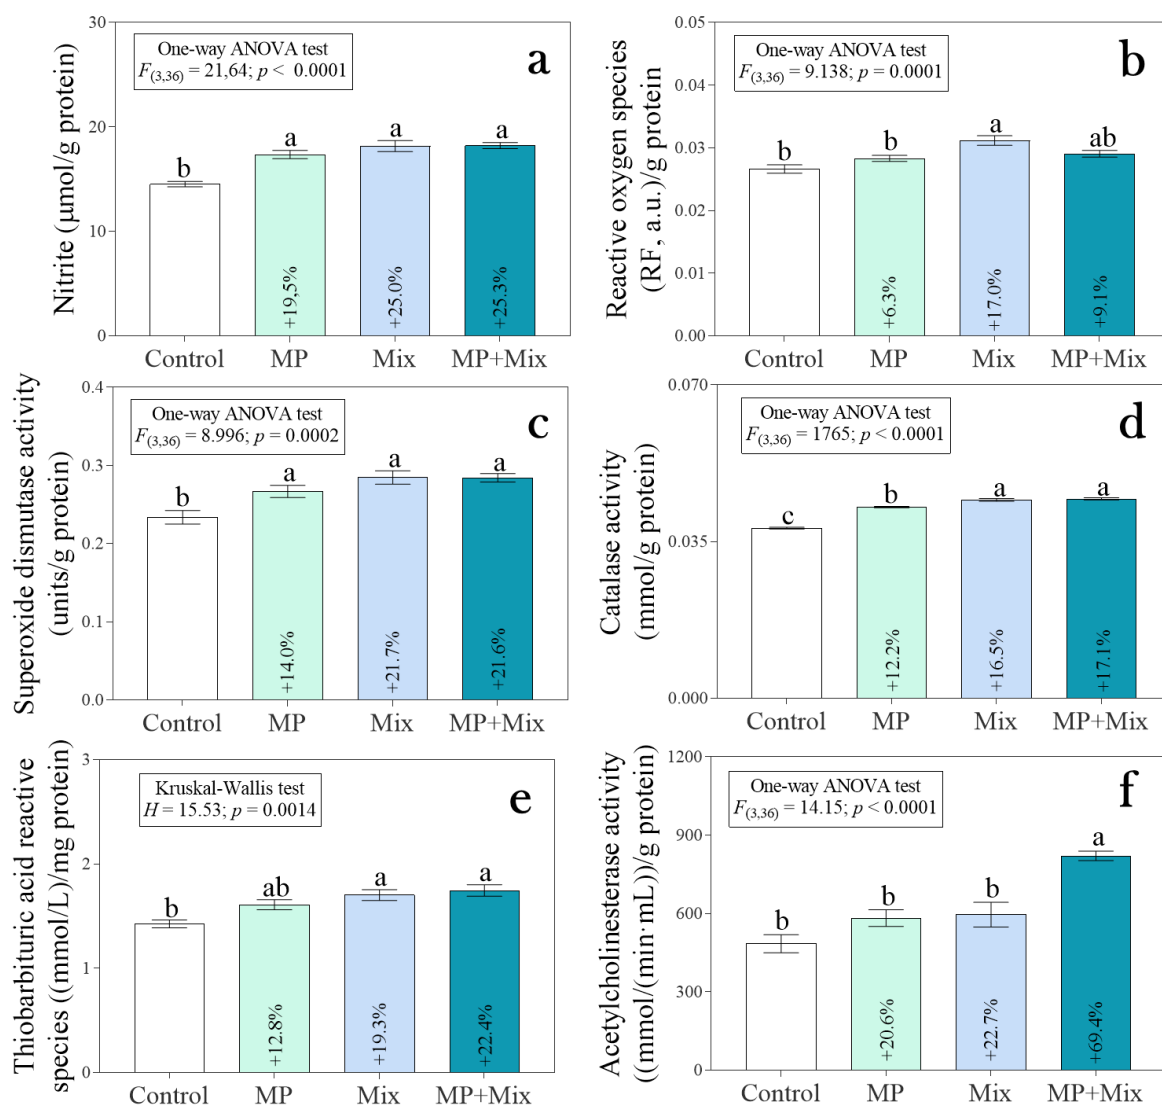 Nitrite (µmol/g protein)
30
20
10
0
One-way ANOVA test
F(3,36) = 21,64; p < 0.0001
a
b
a
a
a
+19,5%
+25.0%
+25.3%
Control
MP
Mix
MP+Mix
Reactive oxygen species
(RF, a.u.)/g protein
0.05
0.04
0.03
0.02
0.01
0.00
One-way ANOVA test
F(3,36) = 9.138; p = 0.0001
b
b
b
a
ab
+6.3%
+17.0%
+9.1%
Control
MP
Mix
MP+Mix
Superoxide dismutase activity
(units/g protein)
0.4
0.3
0.2
0.1
0.0
One-way ANOVA test
F(3,36) = 8.996; p = 0.0002
c
b
a
a
a
+14.0%
+21.7%
+21.6%
Control
MP
Mix
MP+Mix
Catalase activity
(mmol/g protein)
0.070
0.035
0.000
One-way ANOVA test
F(3,36) = 1765; p < 0.0001
d
c
b
a
a
+12.2%
+16.5%
+17.1%
Control
MP
Mix
MP+Mix
Thiobarbituric acid reactive
species ((mmol/L)/mg protein)
3
2
1
0
Kruskal-Wallis test
H = 15.53; p = 0.0014
e
b
ab
a
a
+12.8%
+19.3%
+22.4%
Control
MP
Mix
MP+Mix
Acetylcholinesterase activity
((mmol/(min·mL))/g protein)
1200
900
600
300
0
One-way ANOVA test
F(3,36) = 14.15; p < 0.0001
f
b
b
b
a
+20.6%
+22.7%
+69.4%
Control
MP
Mix
MP+Mix